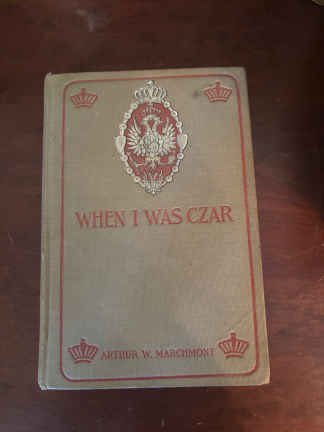 WHEN I WAS CZAR
ARTHUR W. MARCHMONT